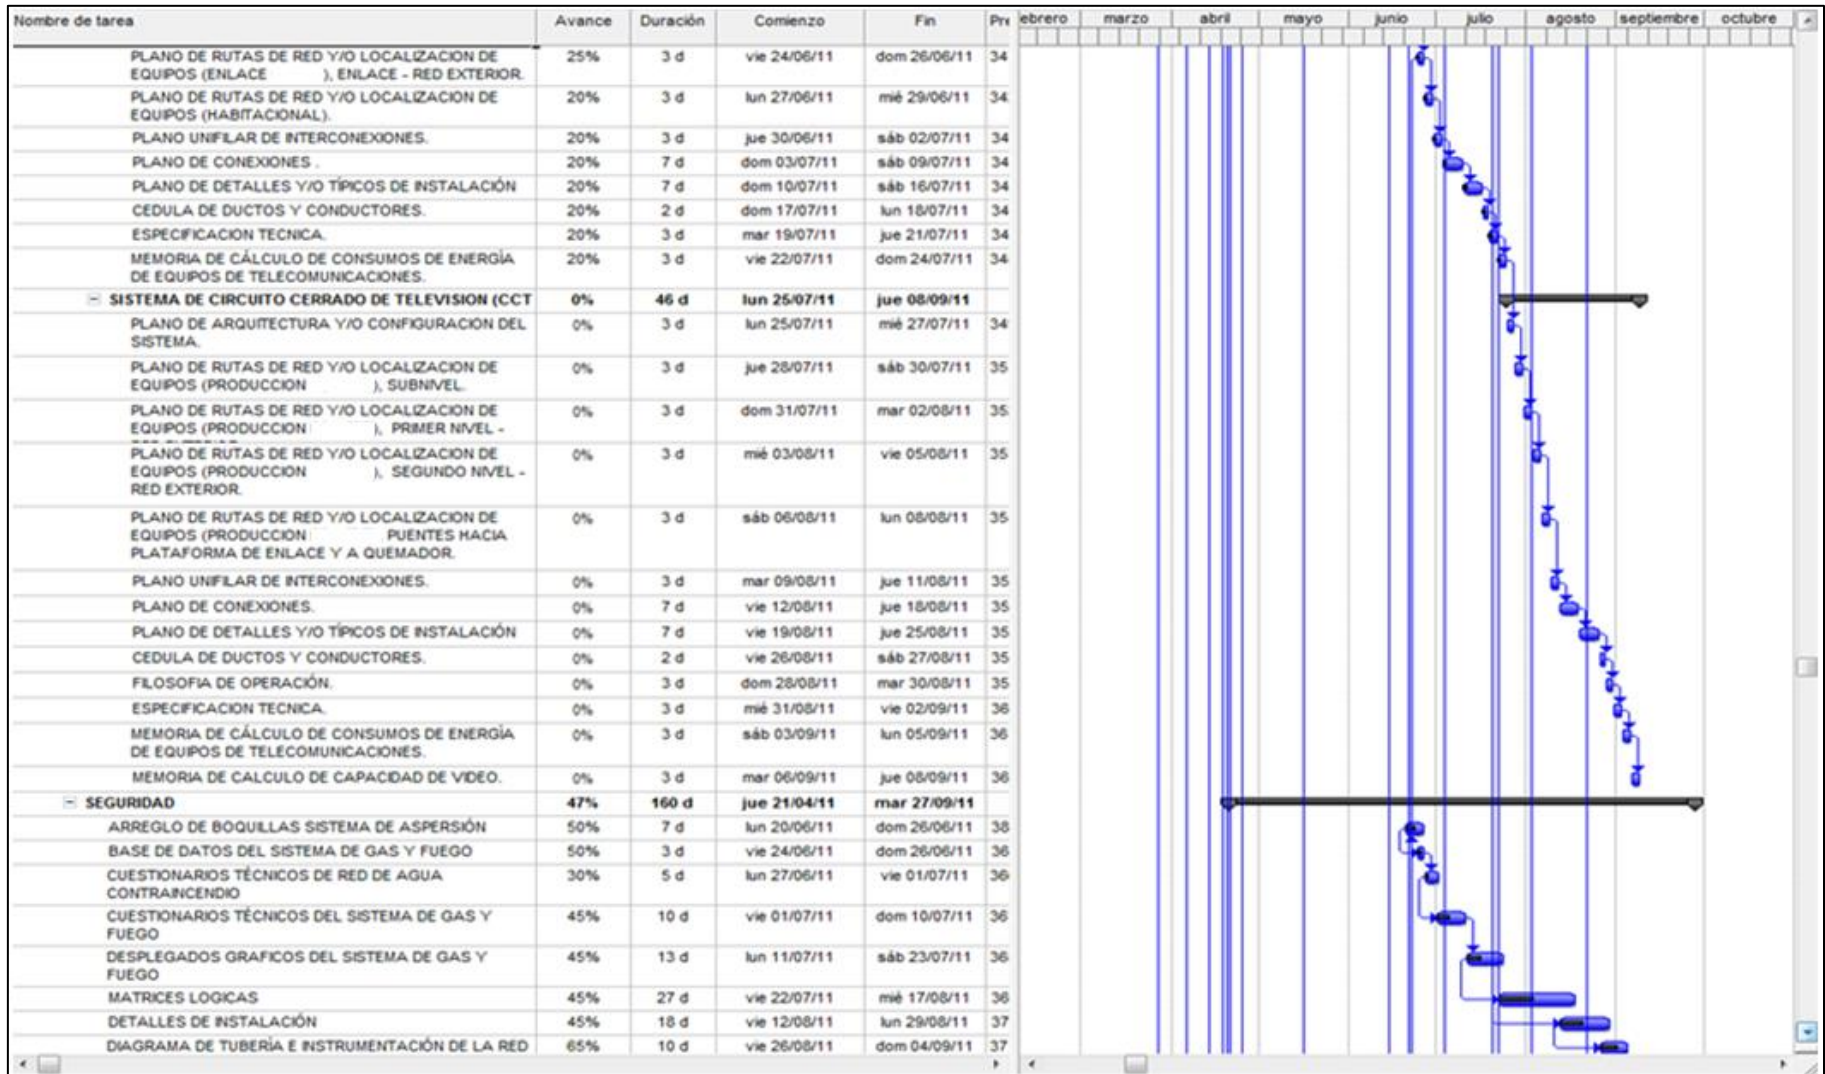 Nombre de tarea Avance Duración Comienzo Fin Pre ebrero marzo abril mayo junio julio agosto septiembre octubre
PLANO DE RUTAS DE RED Y/O LOCALIZACION DE 25% 3 d vie 24/06/11 dom 26/06/11 34
EQUIPOS (ENLACE ), ENLACE - RED EXTERIOR.
PLANO DE RUTAS DE RED Y/O LOCALIZACION DE 20% 3 d lun 27/06/11 mié 29/06/11 34
EQUIPOS (HABITACIONAL).
PLANO UNIFILAR DE INTERCONEXIONES. 20% 3 d jue 30/06/11 sáb 02/07/11 34
PLANO DE CONEXIONES . 20% 7 d dom 03/07/11 sáb 09/07/11 34
PLANO DE DETALLES Y/O TÍPICOS DE INSTALACIÓN 20% 7 d dom 10/07/11 sáb 16/07/11 34
CEDULA DE DUCTOS Y CONDUCTORES. 20% 2 d dom 17/07/11 lun 18/07/11 34
ESPECIFICACION TECNICA. 20% 3 d mar 19/07/11 jue 21/07/11 34
MEMORIA DE CÁLCULO DE CONSUMOS DE ENERGÍA 20% 3 d vie 22/07/11 dom 24/07/11 34
DE EQUIPOS DE TELECOMUNICACIONES.
SISTEMA DE CIRCUITO CERRADO DE TELEVISION (CCT 0% 46 d lun 25/07/11 jue 08/09/11
PLANO DE ARQUITECTURA Y/O CONFIGURACION DEL 0% 3 d lun 25/07/11 mié 27/07/11 34
SISTEMA.
PLANO DE RUTAS DE RED Y/O LOCALIZACION DE 0% 3 d jue 28/07/11 sáb 30/07/11 35
EQUIPOS (PRODUCCION ), SUBNIVEL.
PLANO DE RUTAS DE RED Y/O LOCALIZACION DE 0% 3 d dom 31/07/11 mar 02/08/11 35
EQUIPOS (PRODUCCION ), PRIMER NIVEL -
PLANO DE RUTAS DE RED Y/O LOCALIZACION DE 0% 3 d mié 03/08/11 vie 05/08/11 35
EQUIPOS (PRODUCCION ), SEGUNDO NIVEL -
RED EXTERIOR.
PLANO DE RUTAS DE RED Y/O LOCALIZACION DE 0% 3 d sáb 06/08/11 lun 08/08/11 35
EQUIPOS (PRODUCCION PUENTES HACIA
PLATAFORMA DE ENLACE Y A QUEMADOR.
PLANO UNIFILAR DE INTERCONEXIONES. 0% 3 d mar 09/08/11 jue 11/08/11 35
PLANO DE CONEXIONES. 0% 7 d vie 12/08/11 jue 18/08/11 35
PLANO DE DETALLES Y/O TÍPICOS DE INSTALACIÓN 0% 7 d vie 19/08/11 jue 25/08/11 35
CEDULA DE DUCTOS Y CONDUCTORES. 0% 2 d vie 26/08/11 sáb 27/08/11 35
FILOSOFIA DE OPERACIÓN. 0% 3 d dom 28/08/11 mar 30/08/11 35
ESPECIFICACION TECNICA. 0% 3 d mié 31/08/11 vie 02/09/11 36
MEMORIA DE CÁLCULO DE CONSUMOS DE ENERGÍA 0% 3 d sáb 03/09/11 lun 05/09/11 36
DE EQUIPOS DE TELECOMUNICACIONES.
MEMORIA DE CALCULO DE CAPACIDAD DE VIDEO. 0% 3 d mar 06/09/11 jue 08/09/11 36
SEGURIDAD 47% 160 d jue 21/04/11 mar 27/09/11
ARREGLO DE BOQUILLAS SISTEMA DE ASPERSIÓN 50% 7 d lun 20/06/11 dom 26/06/11 38
BASE DE DATOS DEL SISTEMA DE GAS Y FUEGO 50% 3 d vie 24/06/11 dom 26/06/11 36
CUESTIONARIOS TÉCNICOS DE RED DE AGUA 30% 5 d lun 27/06/11 vie 01/07/11 36
CONTRAINCENDIO
CUESTIONARIOS TÉCNICOS DEL SISTEMA DE GAS Y 45% 10 d vie 01/07/11 dom 10/07/11 36
FUEGO
DESPLEGADOS GRAFICOS DEL SISTEMA DE GAS Y 45% 13 d lun 11/07/11 sáb 23/07/11 36
FUEGO
MATRICES LOGICAS 45% 27 d vie 22/07/11 mié 17/08/11 36
DETALLES DE INSTALACIÓN 45% 18 d vie 12/08/11 lun 29/08/11 37
DIAGRAMA DE TUBERÍA E INSTRUMENTACIÓN DE LA RED 65% 10 d vie 26/08/11 dom 04/09/11 37